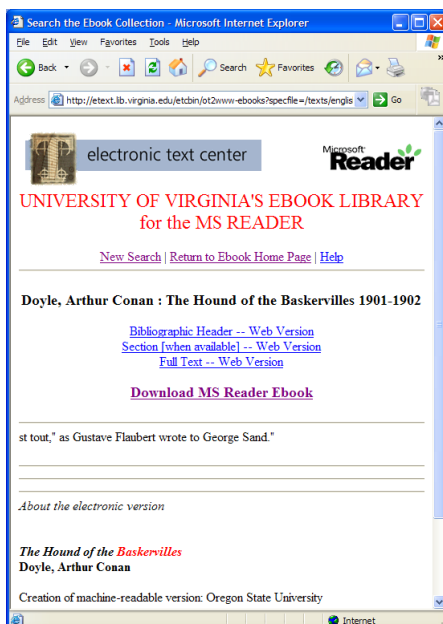 Search the Ebook Collection - Microsoft Internet Explorer
File Edit View Favorites Tools Help
Back Search Favorites »
Address http://etext.lib.virginia.edu/etcbin/ot2www-ebooks?specfile=/texts/englis Go
T
electronic text center
Microsoft
Reader
UNIVERSITY OF VIRGINIA'S EBOOK LIBRARY
for the MS READER
New Search | Return to Ebook Home Page | Help
Doyle, Arthur Conan : The Hound of the Baskervilles 1901-1902
Bibliographic Header -- Web Version
Section [when available] -- Web Version
Full Text -- Web Version
Download MS Reader Ebook
st tout," as Gustave Flaubert wrote to George Sand."
About the electronic version
The Hound of the Baskervilles
Doyle, Arthur Conan
Creation of machine-readable version: Oregon State University
Internet